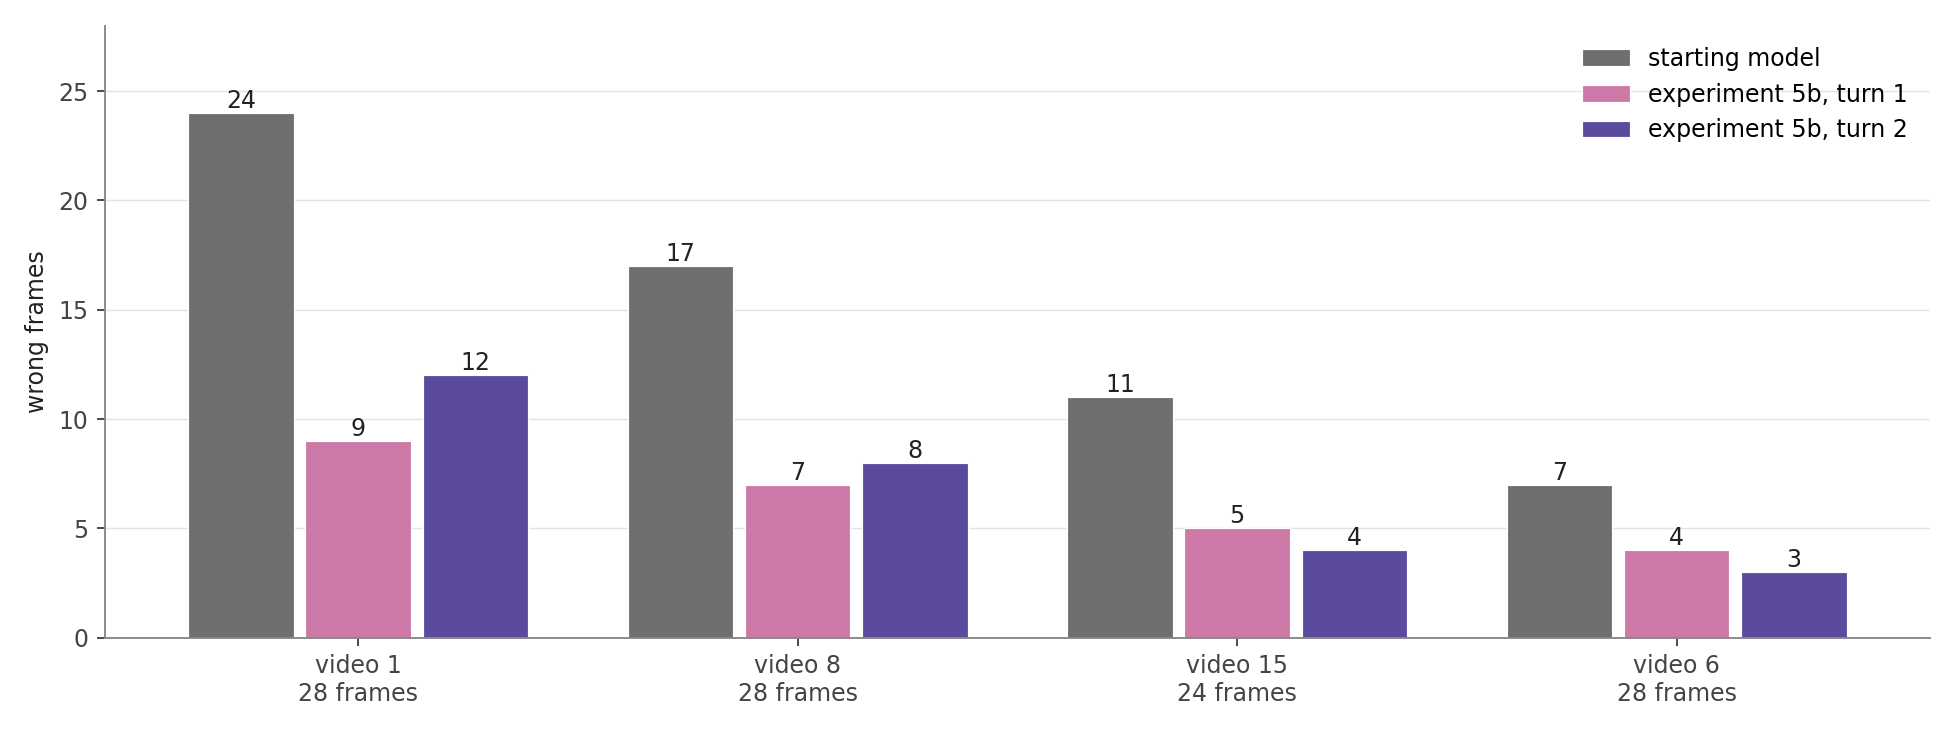 starting model
experiment 5b, turn 1
experiment 5b, turn 2
wrong frames
25
20
15
10
5
0
24
9
12
17
7
8
11
5
4
7
4
3
video 1
28 frames
video 8
28 frames
video 15
24 frames
video 6
28 frames